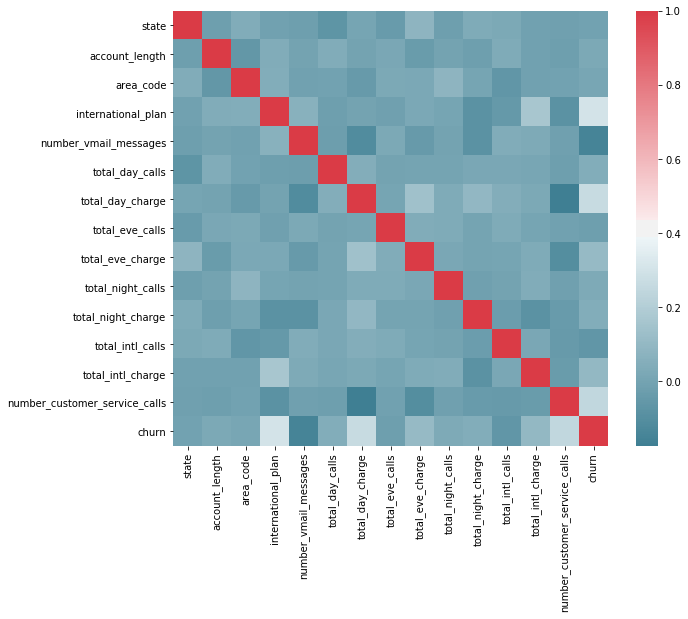 state
account_length
area_code
international_plan
number_vmail_messages
total_day_calls
total_day_charge
total_eve_calls
total_eve_charge
total_night_calls
total_night_charge
total_intl_calls
total_intl_charge
number_customer_service_calls
churn
state
account_length
area_code
international_plan
number_vmail_messages
total_day_calls
total_day_charge
total_eve_calls
total_eve_charge
total_night_calls
total_night_charge
total_intl_calls
total_intl_charge
number_customer_service_calls
churn
1.0
0.8
0.6
0.4
0.2
0.0